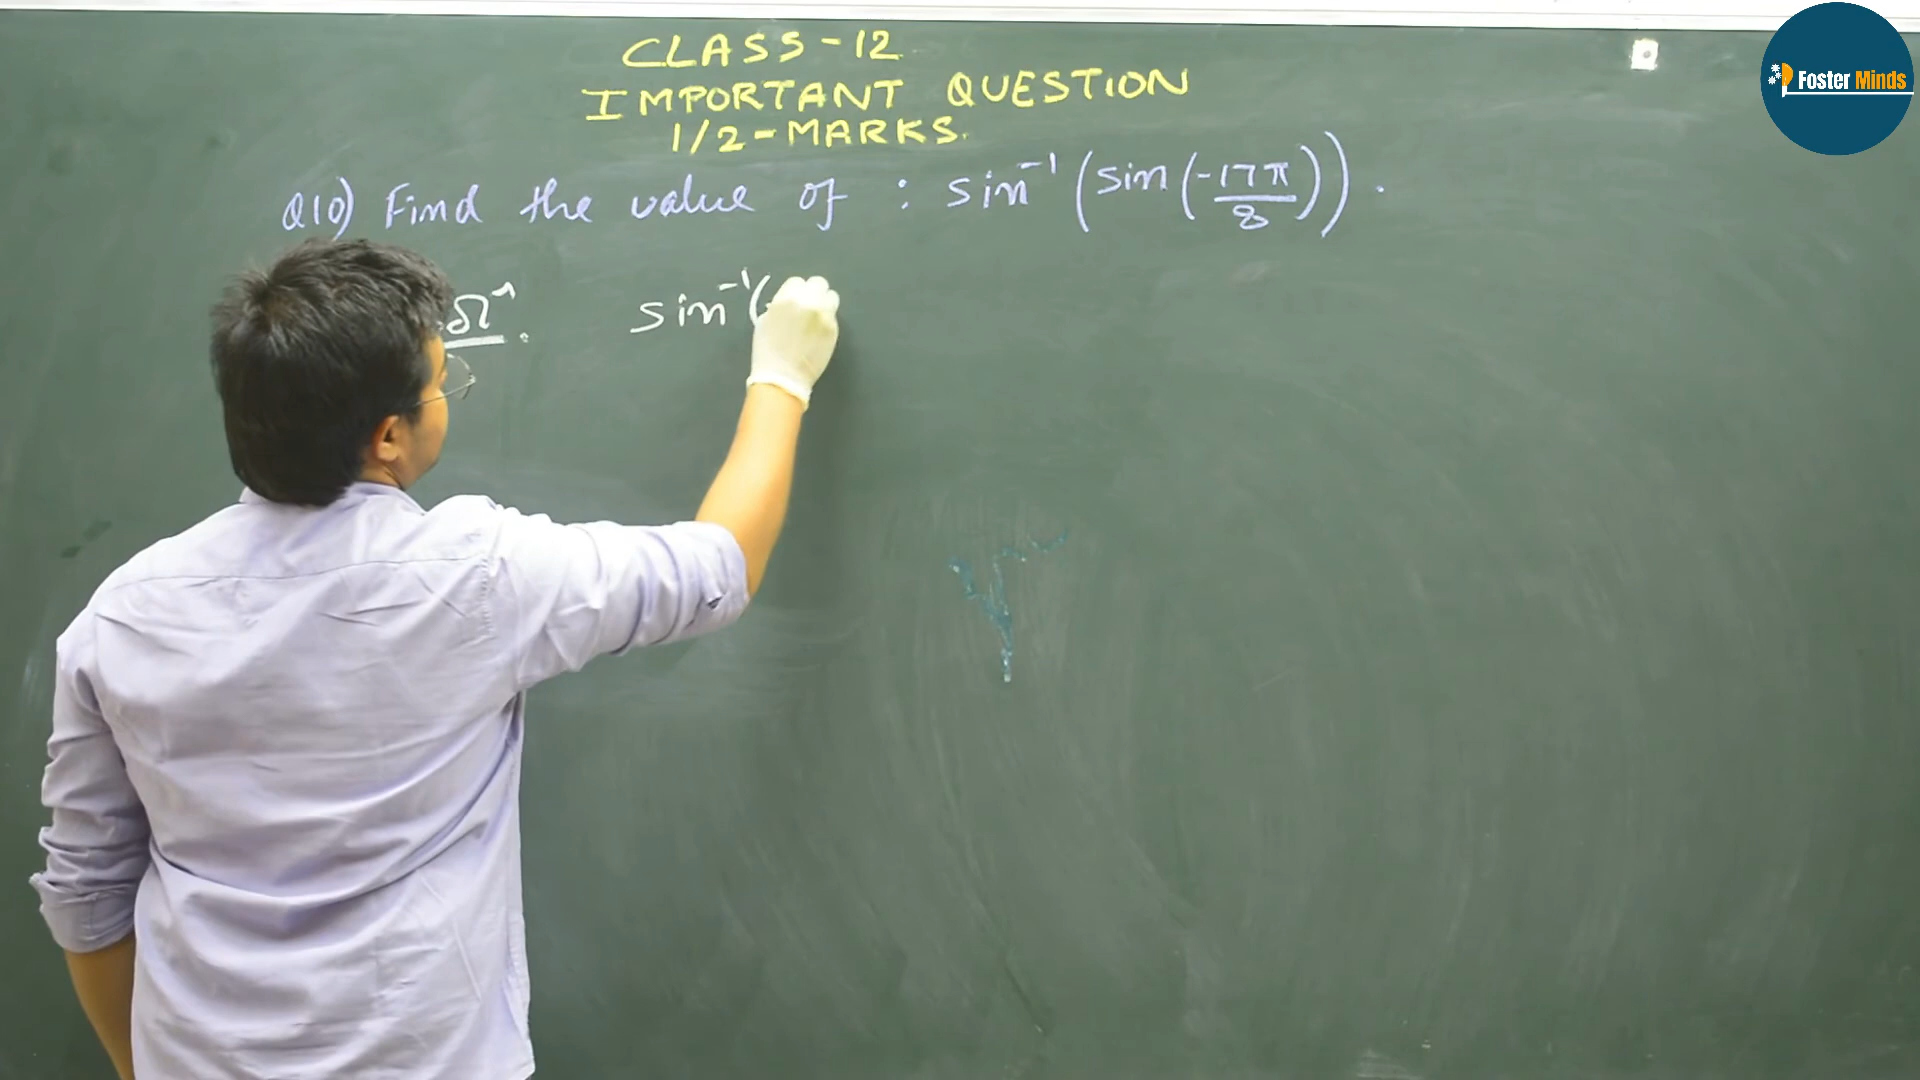 CLASS-12
IMPORTANT QUESTION
1/2-MARKS.
Foster Minds
Q10) Find the value of : sin⁻¹(sin(-17π/8)).
sin⁻¹(